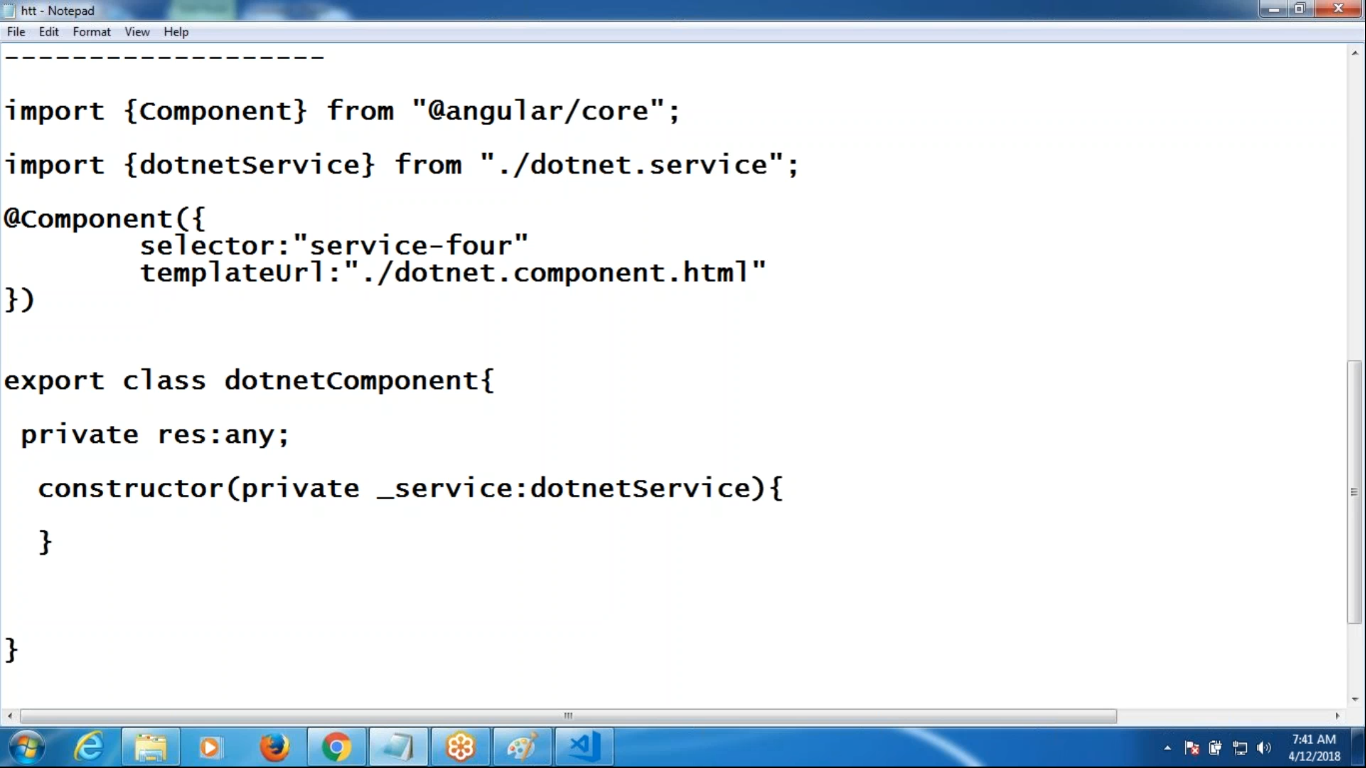 htt - Notepad
File Edit Format View Help
-------------------
import {Component} from "@angular/core";
import {dotnetService} from "./dotnet.service";
@Component({
selector:"service-four"
templateUrl:"./dotnet.component.html"
})
export class dotnetComponent{
private res:any;
constructor(private _service:dotnetService){
}
}
7:41 AM
4/12/2018